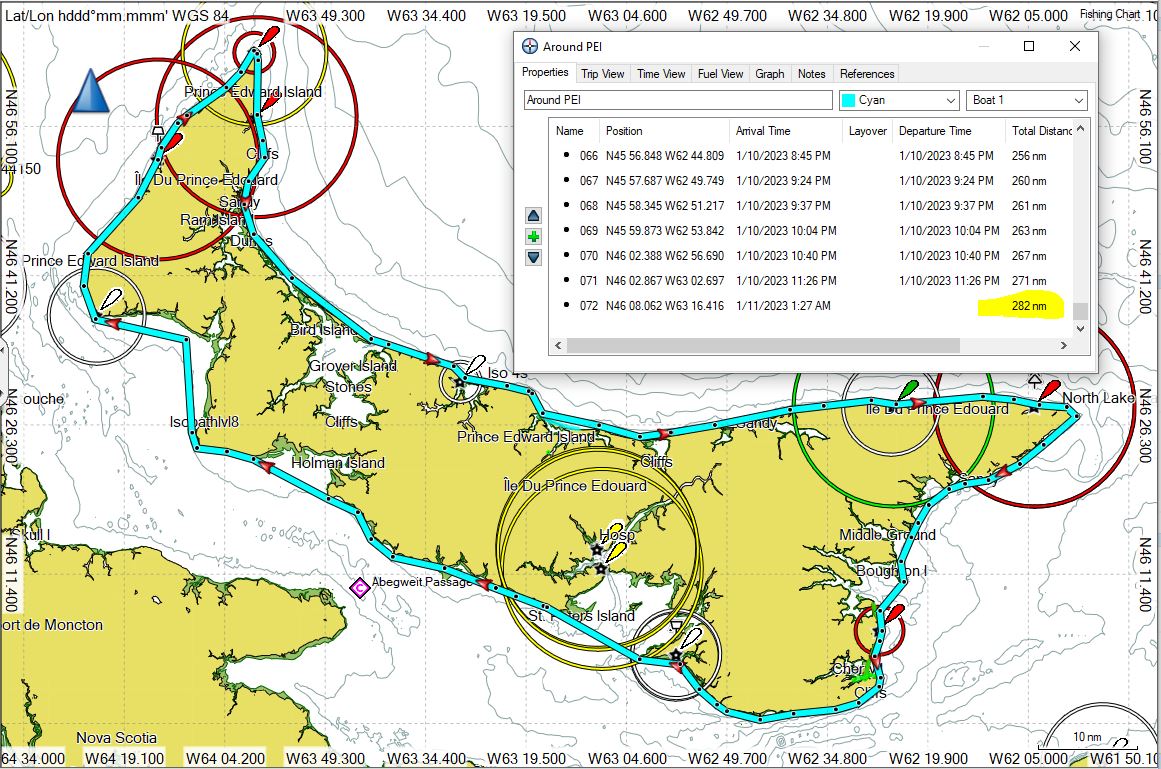 Lat/Lon hddd°mm.mmm' WGS 84
W63 49.300
W63 34.400
W63 19.500
W63 04.600
W62 49.700
W62 34.800
W62 19.900
W62 05.000
Fishing Chart
Around PEI
Properties
Trip View
Time View
Fuel View
Graph
Notes
References
Around PEI
Cyan
Boat 1
Name Position Arrival Time Layover Departure Time Total Distanc
066 N45 56.848 W62 44.809 1/10/2023 8:45 PM 1/10/2023 8:45 PM 256 nm
067 N45 57.687 W62 49.749 1/10/2023 9:24 PM 1/10/2023 9:24 PM 260 nm
068 N45 58.345 W62 51.217 1/10/2023 9:37 PM 1/10/2023 9:37 PM 261 nm
069 N45 59.873 W62 53.842 1/10/2023 10:04 PM 1/10/2023 10:04 PM 263 nm
070 N46 02.388 W62 56.690 1/10/2023 10:40 PM 1/10/2023 10:40 PM 267 nm
071 N46 02.867 W63 02.697 1/10/2023 11:26 PM 1/10/2023 11:26 PM 271 nm
072 N46 08.062 W63 16.416 1/11/2023 1:27 AM 282 nm
N45 56.100
N46 56.100
Prince Edward Island
Cliffs
Île Du Prince Edouard
Sandy
Ram Island
Dunes
Prince Edward Island
N46 41.200
N46 41.200
Bird Island
Grover Island
Stones
Iso 4s
Cliffs
ouche
Holman Island
Prince Edward Island
Sandy
Île Du Prince Edouard
North Lake
N46 26.300
N46 26.300
Cliffs
Île Du Prince Edouard
Hosp
Middle Ground
Skull I
N46 11.400
N46 11.400
Abegweit Passage
St. Peters Island
ort de Moncton
Nova Scotia
10 nm
64 34.000
W64 19.100
W64 04.200
W63 49.300
W63 34.400
W63 19.500
W63 04.600
W62 49.700
W62 34.800
W62 19.900
W62 05.000
W61 50.10